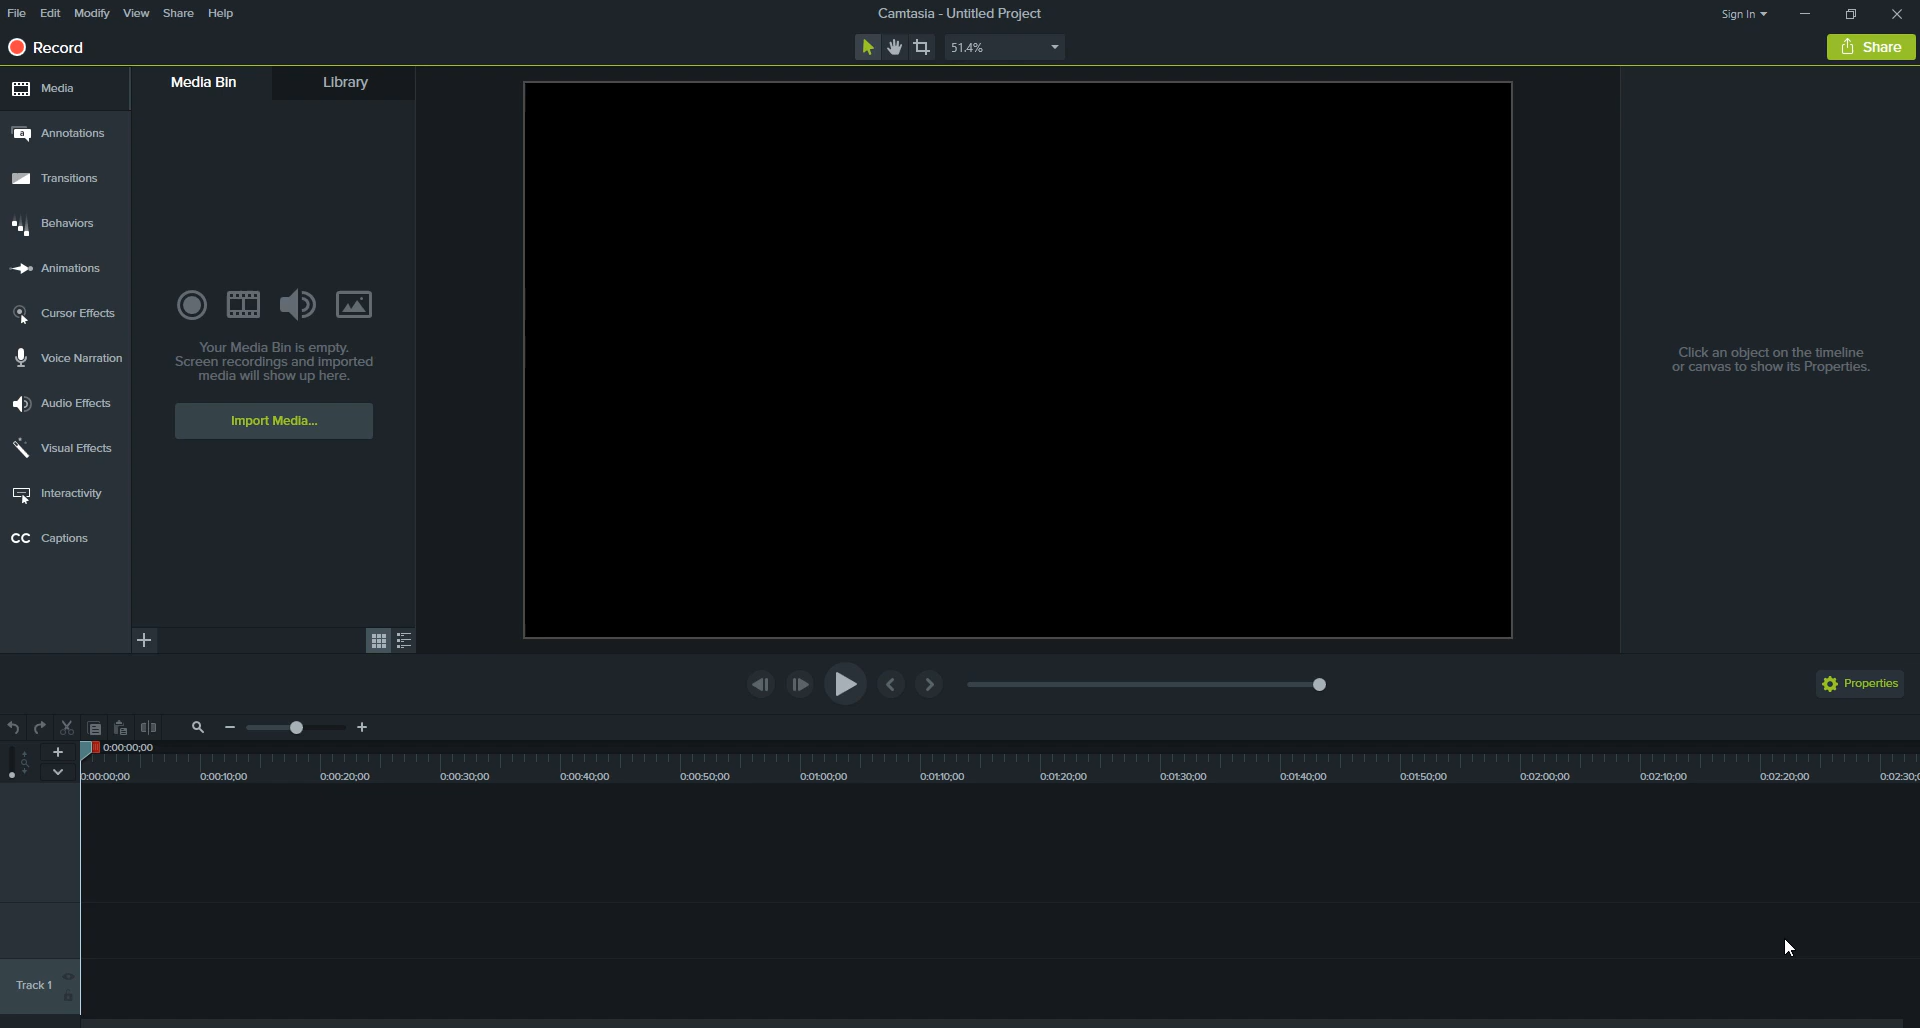 File Edit Modify View Share Help
Camtasia - Untitled Project
Sign In
Record
51.4%
Share
Media
Media Bin
Library
Annotations
Transitions
Behaviors
Animations
Cursor Effects
Voice Narration
Audio Effects
Visual Effects
Interactivity
CC Captions
Your Media Bin is empty.
Screen recordings and imported
media will show up here.
Import Media...
Click an object on the timeline
or canvas to show its Properties.
Properties
0:00:00;00
0:00:00;00 0:00:10;00 0:00:20;00 0:00:30;00 0:00:40;00 0:00:50;00 0:01:00;00 0:01:10;00 0:01:20;00 0:01:30;00 0:01:40;00 0:01:50;00 0:02:00;00 0:02:10;00 0:02:20;00 0:02:30;0
Track 1